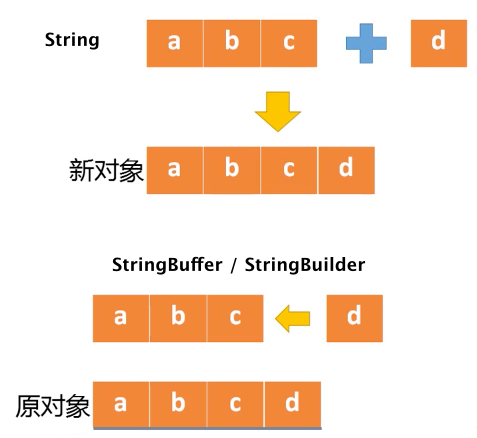 String a b c d
新对象 a b c d
StringBuffer / StringBuilder
a b c d
原对象 a b c d